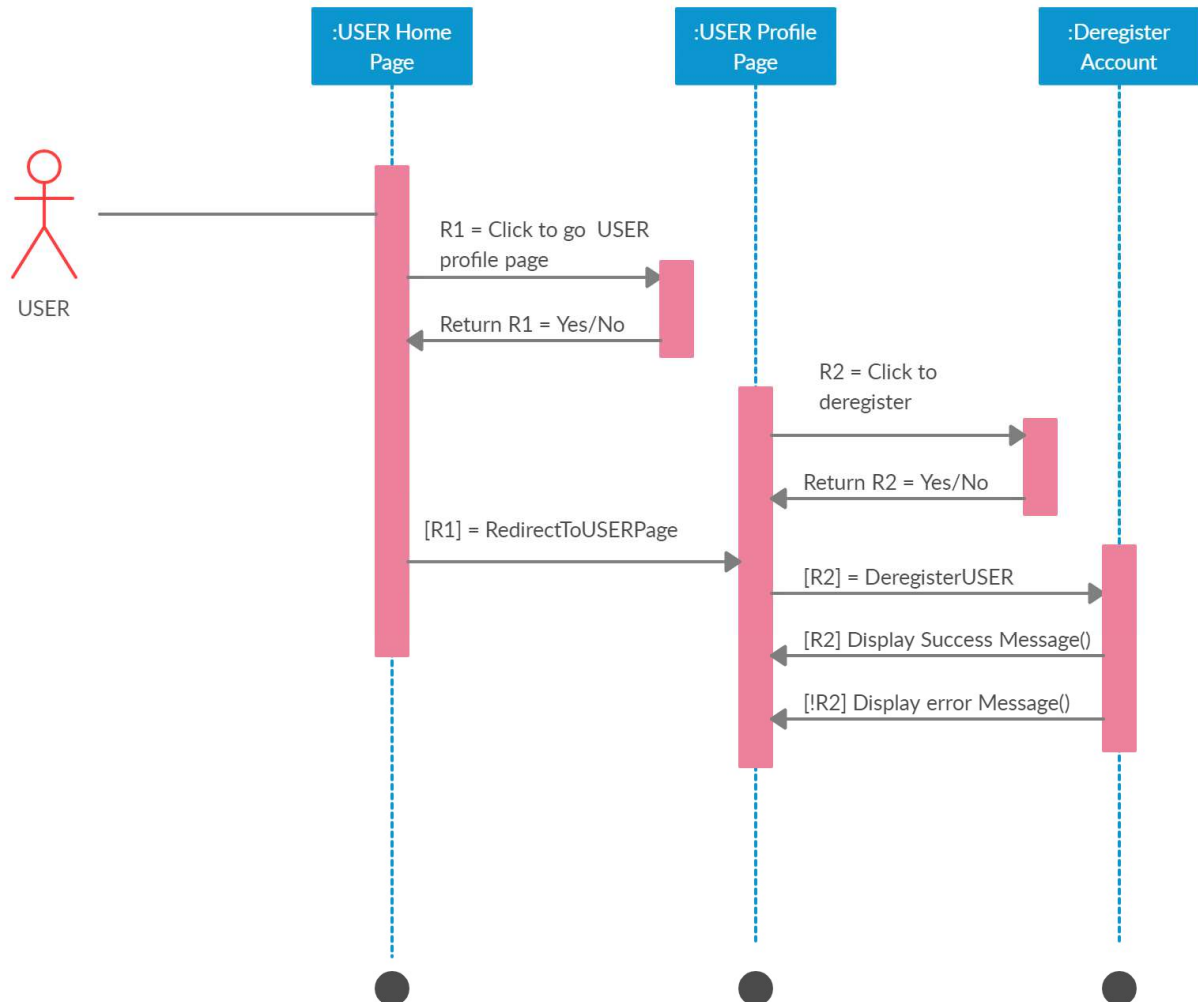 :USER Home
Page
:USER Profile
Page
:Deregister
Account
USER
R1 = Click to go USER
profile page
Return R1 = Yes/No
R2 = Click to
deregister
Return R2 = Yes/No
[R1] = RedirectToUSERPage
[R2] = DeregisterUSER
[R2] Display Success Message()
[!R2] Display error Message()